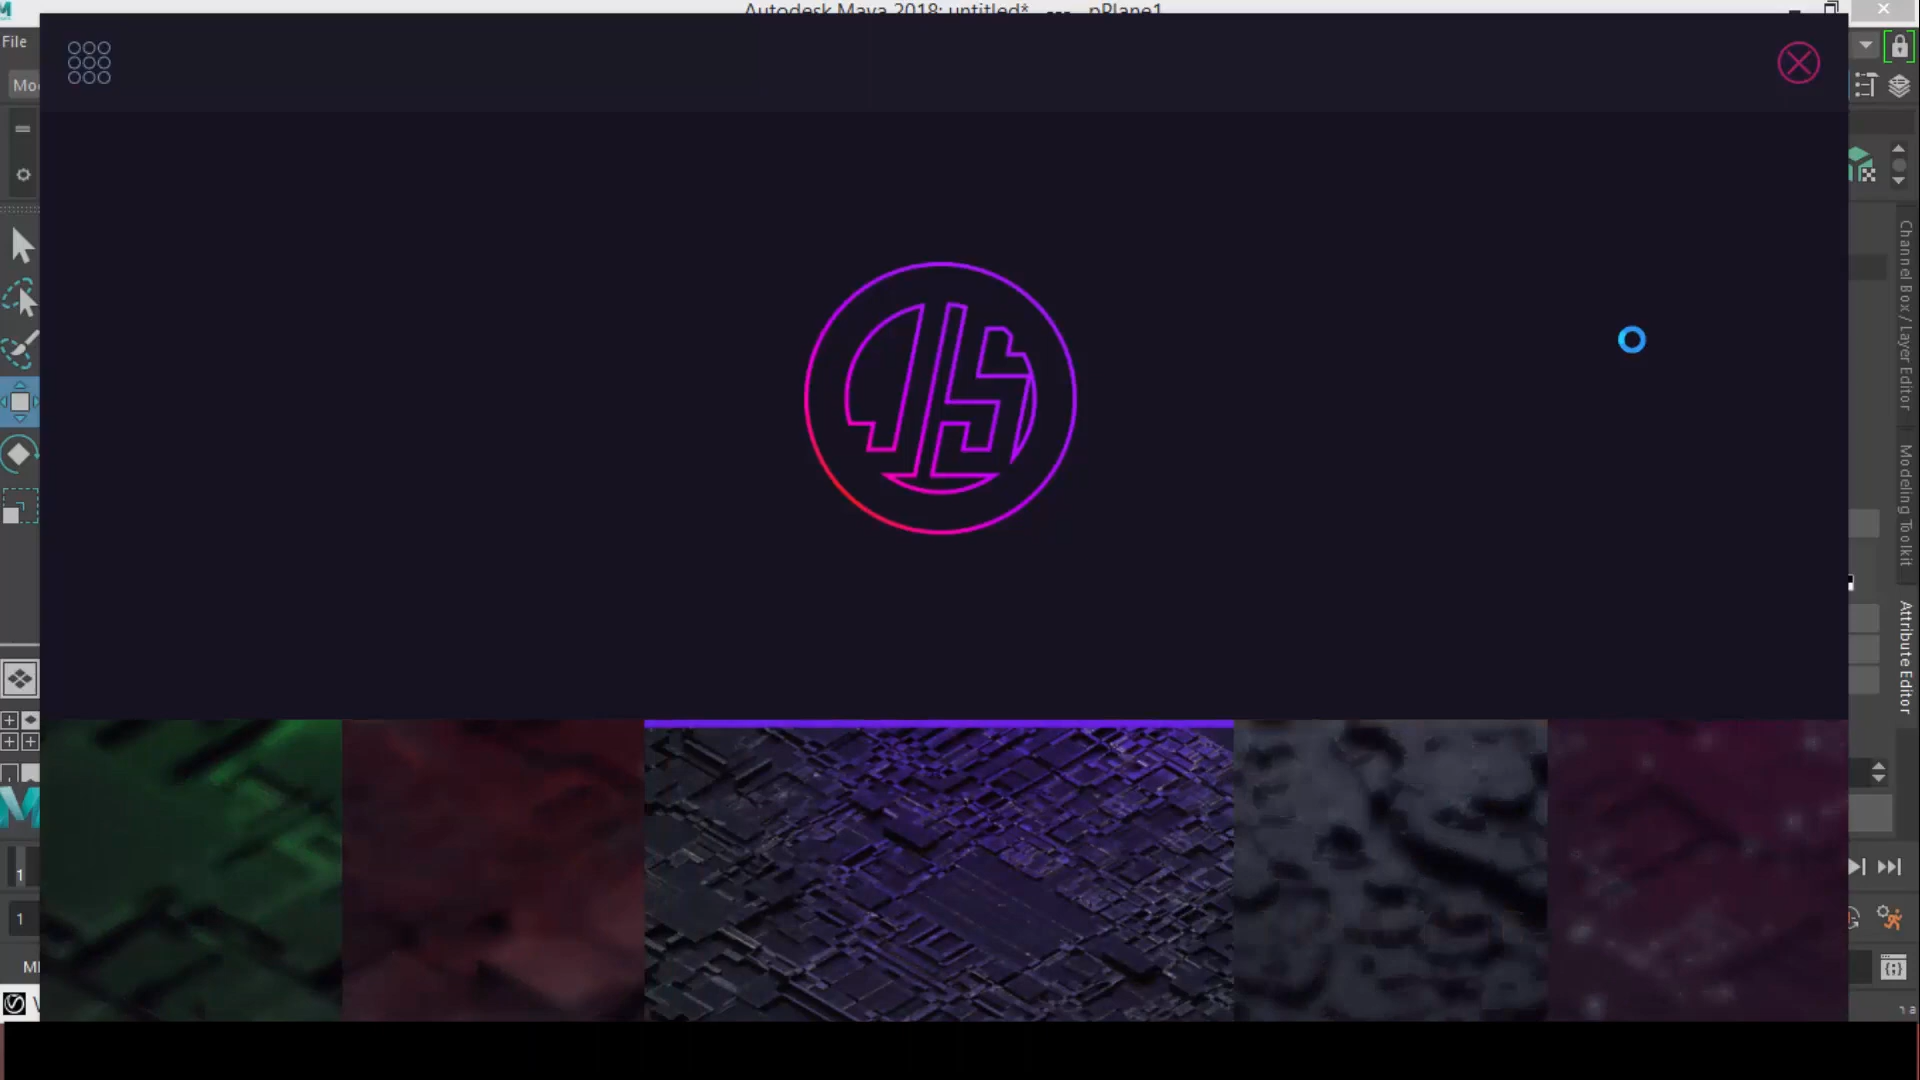 Autodesk Maya 2018: untitled* --- pPlane1
File
Mo
Channel Box / Layer Editor
Modeling Toolkit
Attribute Editor
1
1